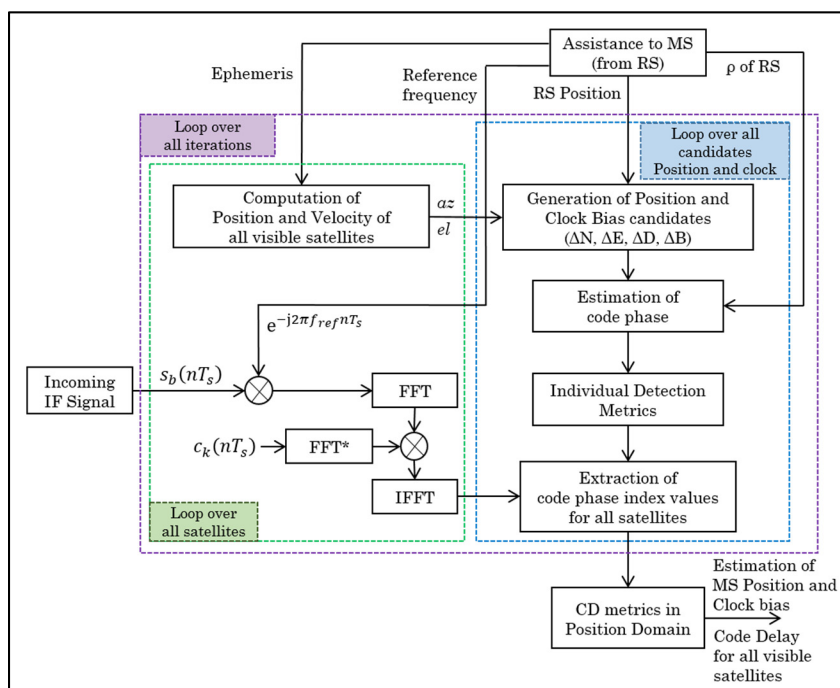 Assistance to MS
(from RS)
Ephemeris
Reference
frequency
RS Position
ρ of RS
Loop over
all iterations
Loop over all
candidates
Position and clock
Computation of
Position and Velocity of
all visible satellites
az
el
Generation of Position and
Clock Bias candidates
(ΔN, ΔE, ΔD, ΔB)
Estimation of
code phase
e^{-j2πf_{ref}nT_s}
Incoming
IF Signal
s_b(nT_s)
FFT
Individual Detection
Metrics
c_k(nT_s)
FFT*
IFFT
Extraction of
code phase index values
for all satellites
Loop over
all satellites
CD metrics in
Position Domain
Estimation of
MS Position and
Clock bias
Code Delay
for all visible
satellites